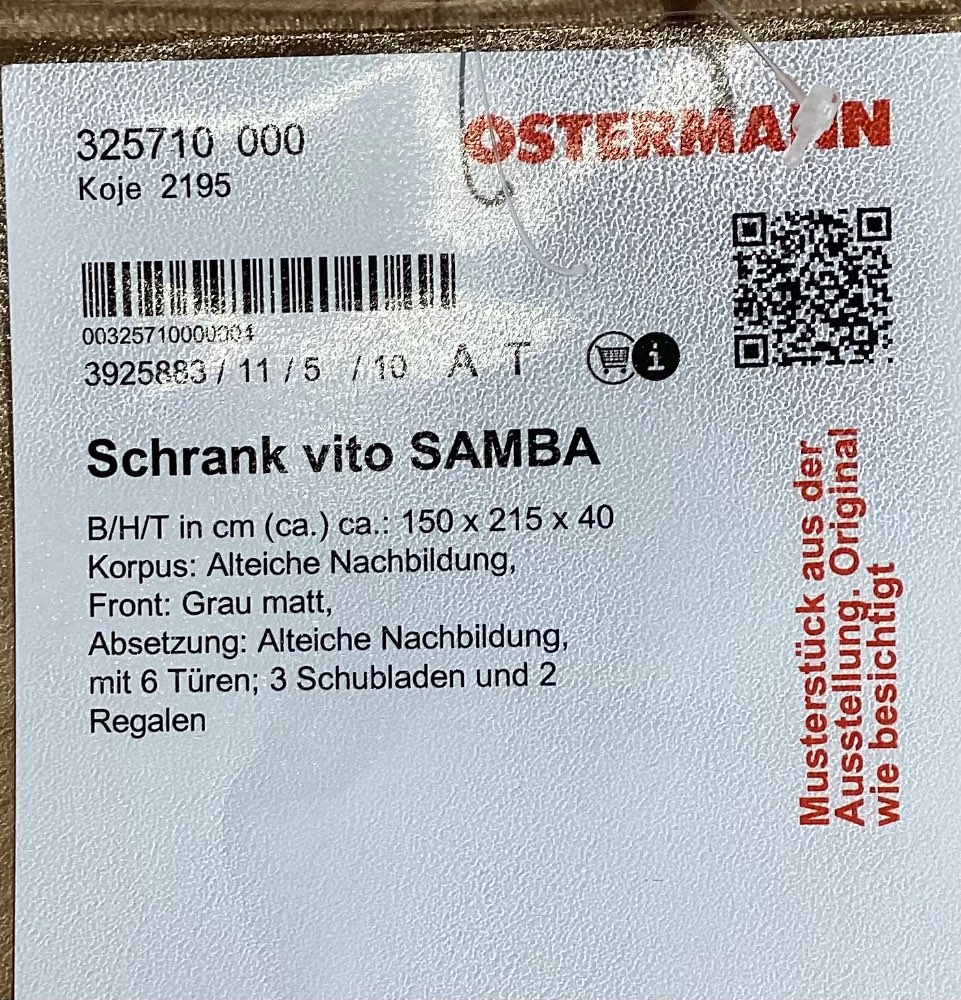 325710 000
Koje 2195
OSTERMANN
00325710000004
3925883 / 11 / 5 / 10 A T
i
Schrank vito SAMBA
B/H/T in cm (ca.) ca.: 150 x 215 x 40
Korpus: Alteiche Nachbildung,
Front: Grau matt,
Absetzung: Alteiche Nachbildung,
mit 6 Türen; 3 Schubladen und 2
Regalen
Musterstück aus der
Ausstellung. Original
wie besichtigt